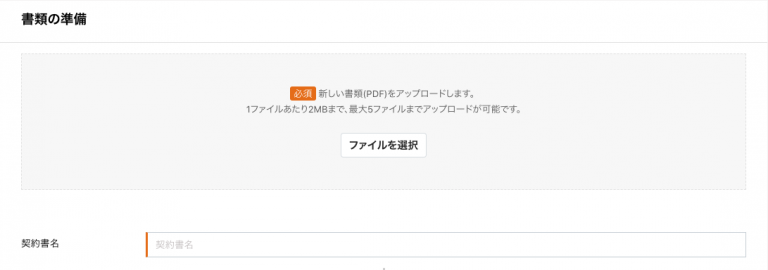 書類の準備
必須 新しい書類(PDF)をアップロードします。
1ファイルあたり2MBまで、最大5ファイルまでアップロードが可能です。
ファイルを選択
契約書名
契約書名